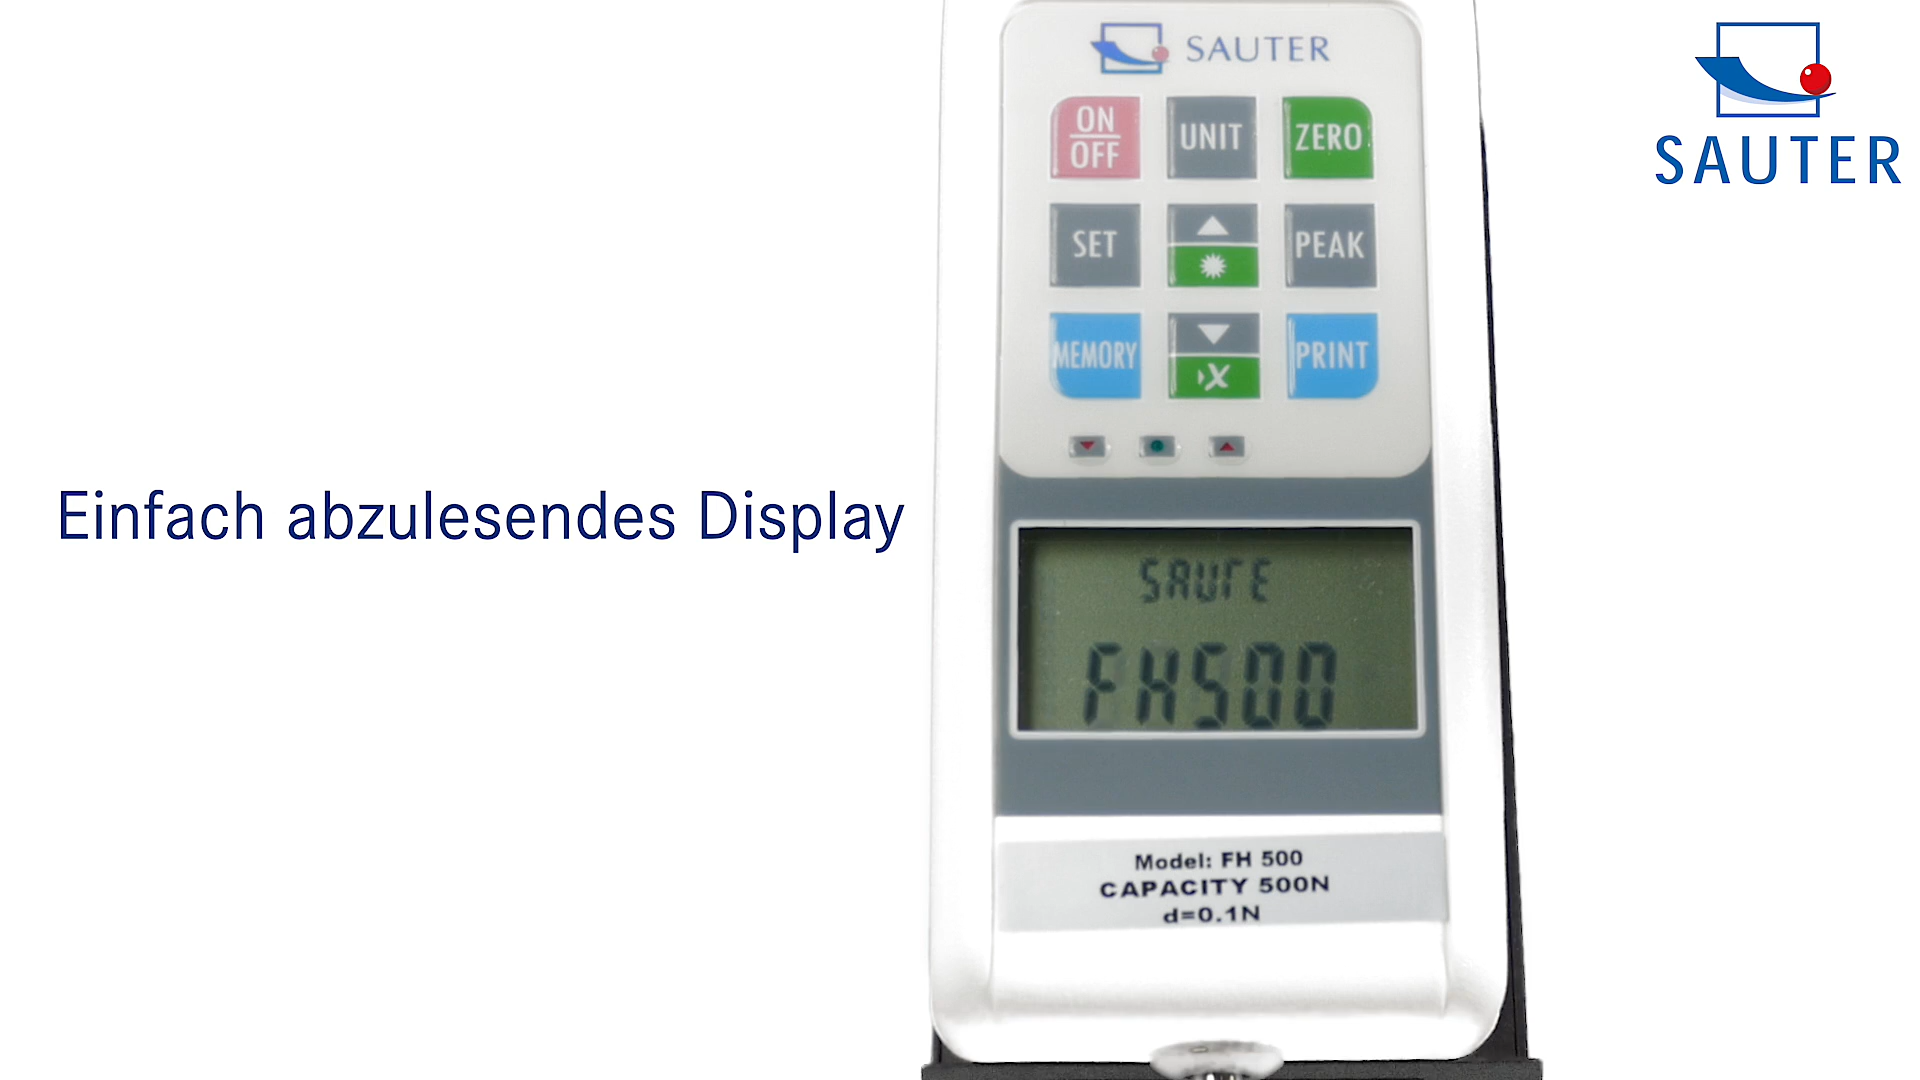 SAUTER
SAUTER
ON
OFF
UNIT
ZERO
SET
PEAK
MEMORY
X
PRINT
Einfach abzulesendes Display
SAUTE
FH500
Model: FH 500
CAPACITY 500N
d=0.1N